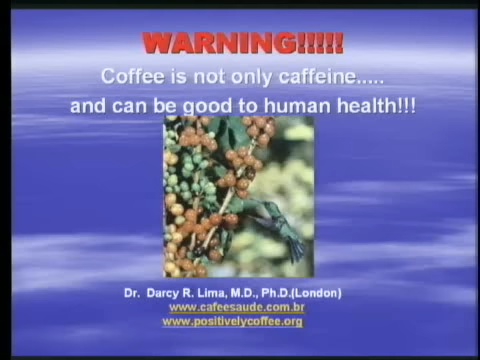 WARNING!!!!!
Coffee is not only caffeine.....
and can be good to human health!!!
Dr. Darcy R. Lima, M.D., Ph.D.(London)
www.cafeesaude.com.br
www.positivelycoffee.org